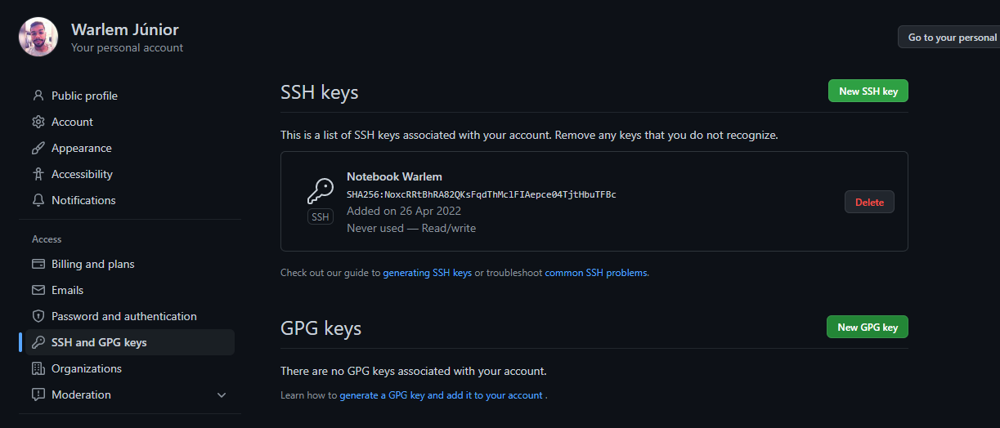 Warlem Júnior
Your personal account
Go to your personal
Public profile
Account
Appearance
Accessibility
Notifications
Access
Billing and plans
Emails
Password and authentication
SSH and GPG keys
Organizations
Moderation
SSH keys
New SSH key
This is a list of SSH keys associated with your account. Remove any keys that you do not recognize.
Notebook Warlem
SHA256:NoxcRRtBhRA82QKsFqdThMclFIAepce04TjtHbuTFBc
Added on 26 Apr 2022
Never used — Read/write
SSH
Delete
Check out our guide to generating SSH keys or troubleshoot common SSH problems.
GPG keys
New GPG key
There are no GPG keys associated with your account.
Learn how to generate a GPG key and add it to your account .